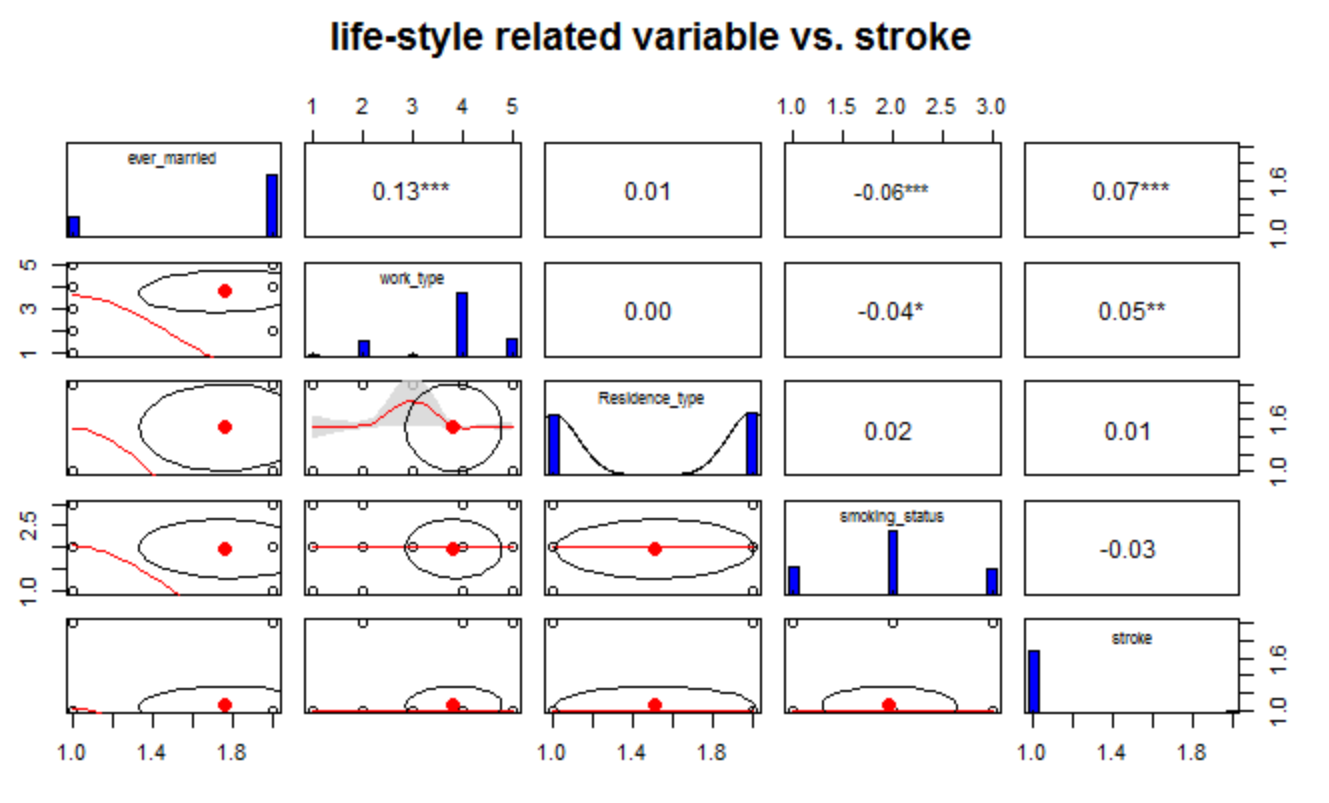 life-style related variable vs. stroke
1 2 3 4 5 1.0 1.5 2.0 2.5 3.0
ever_married 0.13*** 0.01 -0.06*** 0.07*** 1.0 1.6
1 3 5 work_type 0.00 -0.04* 0.05**
Residence_type 0.02 0.01 1.0 1.6
1.0 2.5 smoking_status -0.03
stroke 1.0 1.6
1.0 1.4 1.8 1.0 1.4 1.8 1.0 1.4 1.8